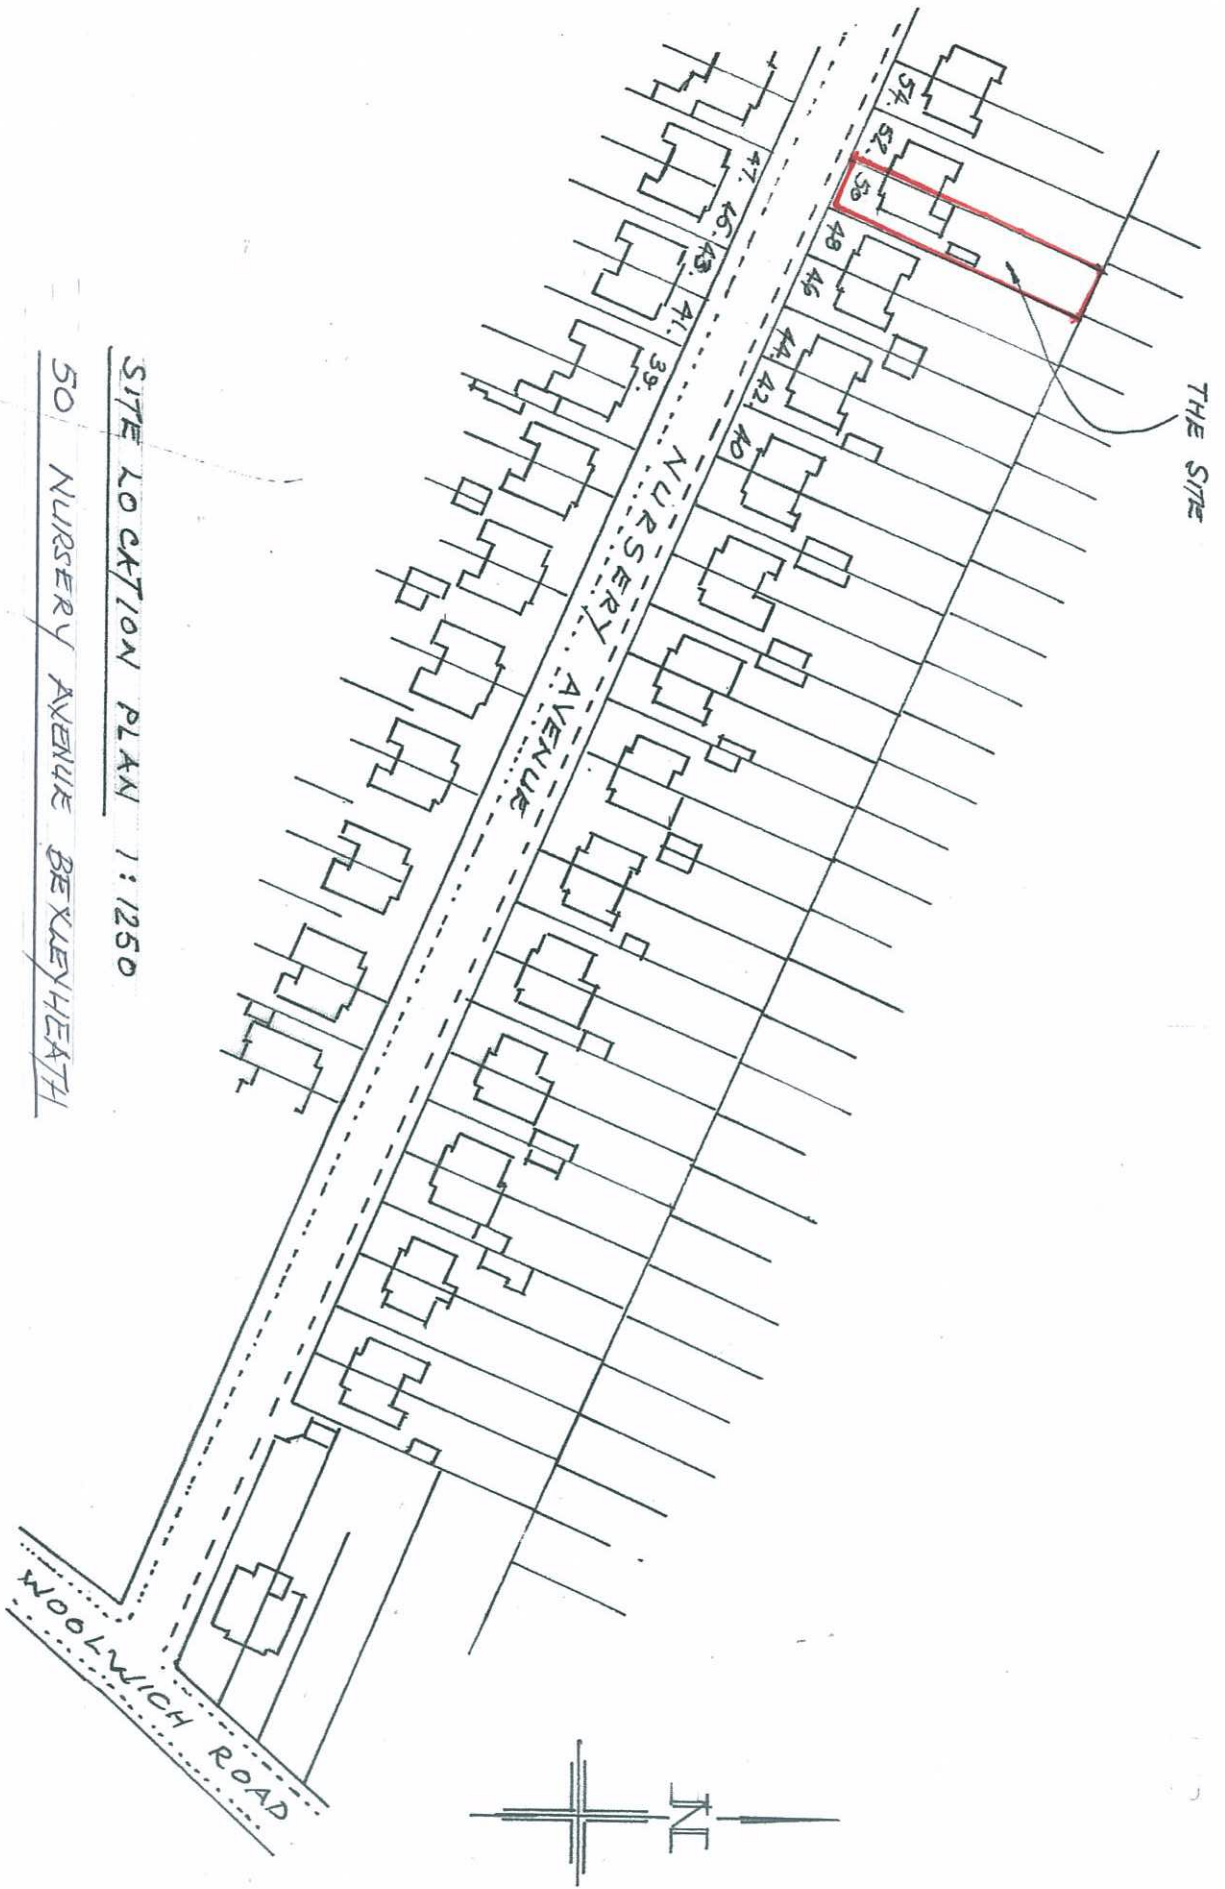 THE SITE
54.
52.
50
48
46
44.
42.
40
47.
45.
43.
41.
39.
NURSERY AVENUE
WOOLWICH ROAD
N
SITE LOCATION PLAN 1:1250
50 NURSERY AVENUE BEXLEYHEATH